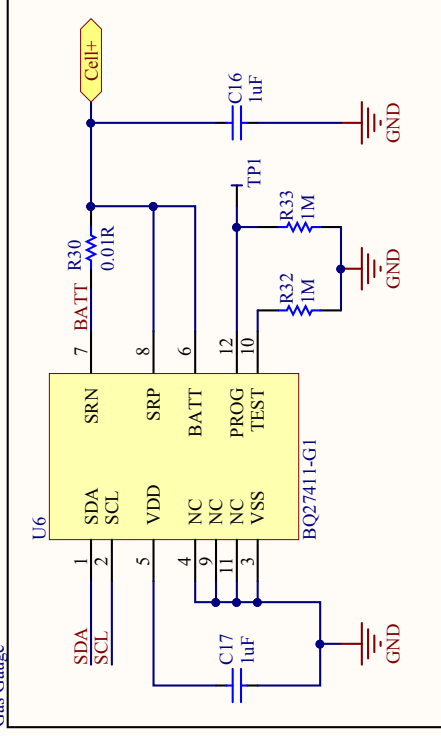 Gas Gauge
Cell+
C16
1uF
GND
R30
0.01R
BATT
TP1
R33
1M
R32
1M
GND
7
8
6
12
10
U6
SRN
SRP
BATT
PROG
TEST
SDA
SCL
VDD
NC
NC
NC
VSS
BQ27411-G1
1
2
5
4
9
11
3
SDA
SCL
C17
1uF
GND